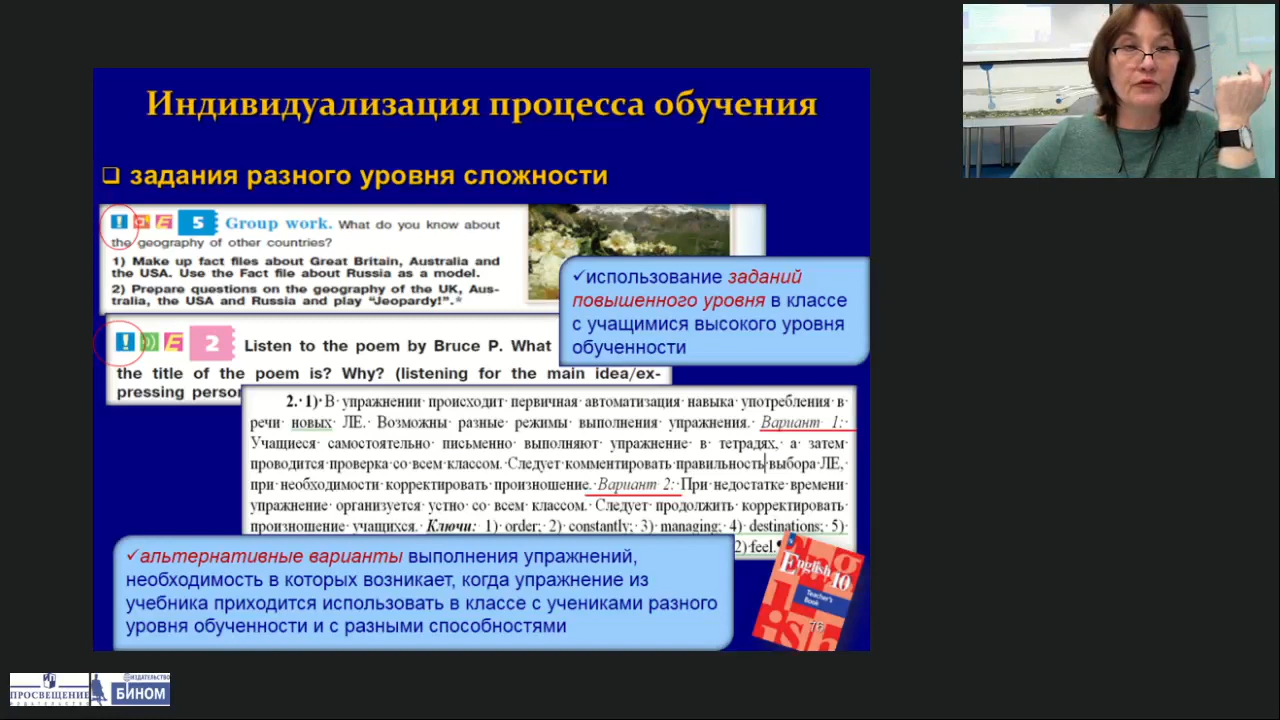 Индивидуализация процесса обучения
задания разного уровня сложности
! E 5 Group work. What do you know about
the geography of other countries?
1) Make up fact files about Great Britain, Australia and
the USA. Use the Fact file about Russia as a model.
2) Prepare questions on the geography of the UK, Aus-
tralia, the USA and Russia and play “Jeopardy!”.*
✓использование заданий
повышенного уровня в классе
с учащимися высокого уровня
обученности
! E 2 Listen to the poem by Bruce P. What
the title of the poem is? Why? (listening for the main idea/ex-
pressing
2. 1) В упражнении происходит первичная автоматизация навыка употребления в
речи новых ЛЕ. Возможны разные режимы выполнения упражнения. Вариант 1:
Учащиеся самостоятельно письменно выполняют упражнение в тетрадях, а затем
проводится проверка со всем классом. Следует комментировать правильность выбора ЛЕ,
при необходимости корректировать произношение. Вариант 2: При недостатке времени
упражнение организуется устно со всем классом. Следует продолжить корректировать
произношение учащихся. Ключи: 1) order; 2) constantly; 3) managing; 4) destinations; 5)
2) feel.
✓альтернативные варианты выполнения упражнений,
необходимость в которых возникает, когда упражнение из
учебника приходится использовать в классе с учениками разного
уровня обученности и с разными способностями
English 10
Teacher's
Book
76
ПРОСВЕЩЕНИЕ
ИЗДАТЕЛЬСТВО
ИЗДАТЕЛЬСТВО
БИНОМ